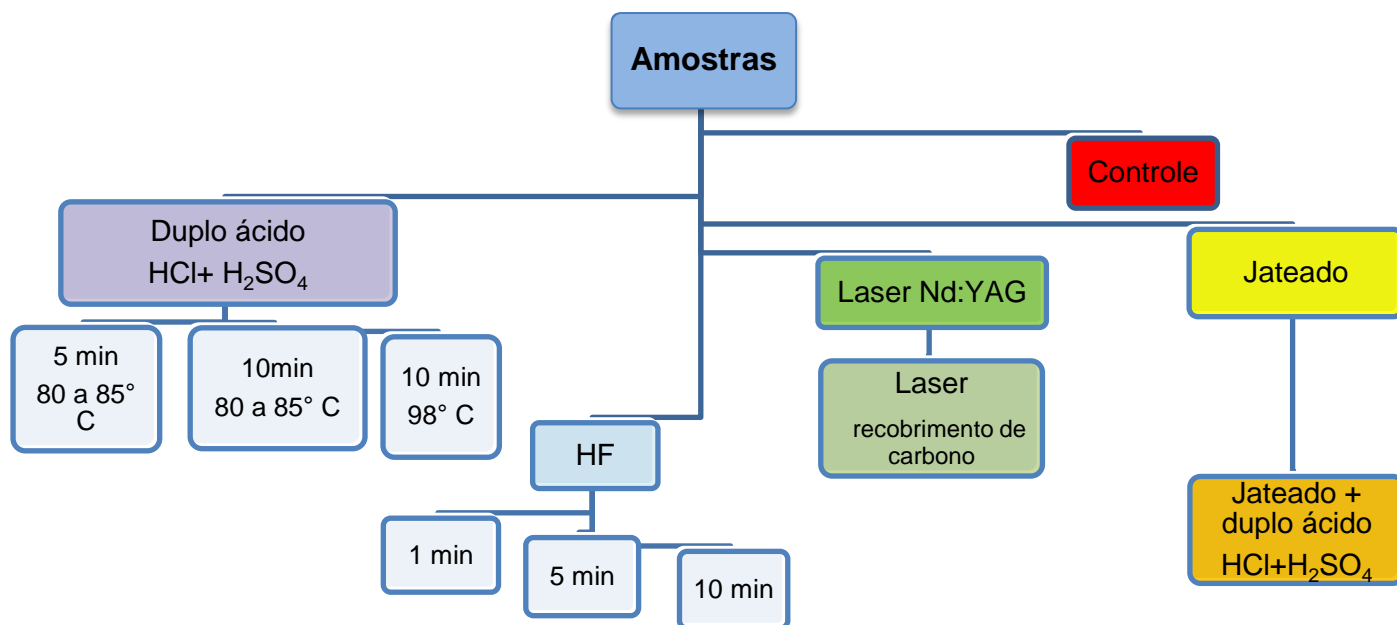 Amostras
Controle
Duplo ácido
HCl+ H₂SO₄
5 min
80 a 85°
C
10min
80 a 85° C
10 min
98° C
HF
1 min
5 min
10 min
Laser Nd:YAG
Laser
recobrimento de
carbono
Jateado
Jateado +
duplo ácido
HCl+H₂SO₄